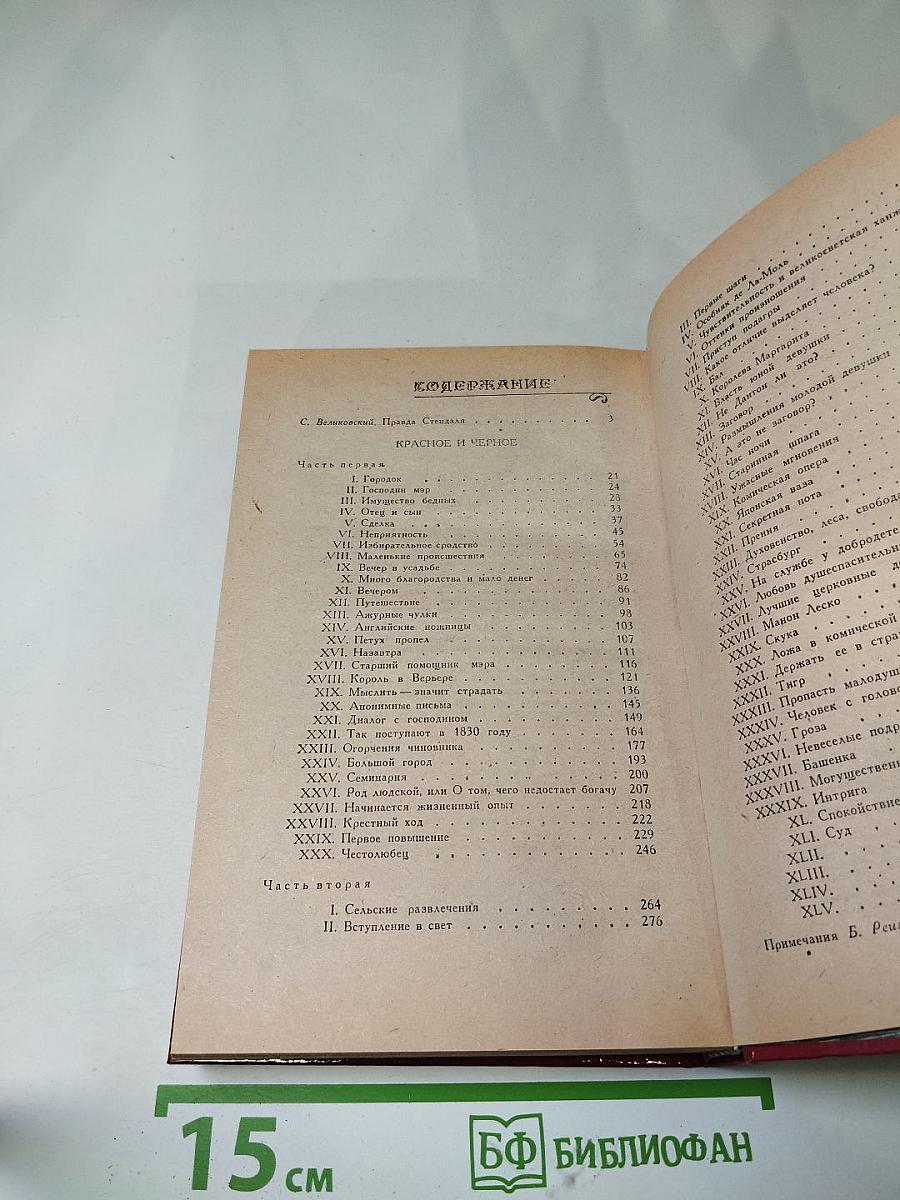 СОДЕРЖАНИЕ
С. Великовский. Правда Стендаля . . . . . . . . . . 3
КРАСНОЕ И ЧЕРНОЕ
Часть первая
I. Городок . . . . . . . . . . 21
II. Господин мэр . . . . . . . . . . 24
III. Имущество бедных . . . . . . . . . . 28
IV. Отец и сын . . . . . . . . . . 33
V. Сделка . . . . . . . . . . 37
VI. Неприятность . . . . . . . . . . 45
VII. Избирательное сродство . . . . . . . . . . 54
VIII. Маленькие происшествия . . . . . . . . . . 65
IX. Вечер в усадьбе . . . . . . . . . . 74
X. Много благородства и мало денег . . . . . . . 82
XI. Вечером . . . . . . . . . . 86
XII. Путешествие . . . . . . . . . . 91
XIII. Ажурные чулки . . . . . . . . . . 98
XIV. Английские ножницы . . . . . . . . . . 103
XV. Петух пропел . . . . . . . . . . 107
XVI. Назавтра . . . . . . . . . . 111
XVII. Старший помощник мэра . . . . . . . . . . 116
XVIII. Король в Верьере . . . . . . . . . . 121
XIX. Мыслить — значит страдать . . . . . . . . . 136
XX. Анонимные письма . . . . . . . . . . 145
XXI. Диалог с господином . . . . . . . . . . 149
XXII. Так поступают в 1830 году . . . . . . . . 164
XXIII. Огорчения чиновника . . . . . . . . . . 177
XXIV. Большой город . . . . . . . . . . 193
XXV. Семинария . . . . . . . . . . 200
XXVI. Род людской, или О том, чего недостает богачу 207
XXVII. Начинается жизненный опыт . . . . . . . . 218
XXVIII. Крестный ход . . . . . . . . . . 222
XXIX. Первое повышение . . . . . . . . . . 229
XXX. Честолюбец . . . . . . . . . . 246
Часть вторая
I. Сельские развлечения . . . . . . . . . 264
II. Вступление в свет . . . . . . . . . . 276
III. Первые шаги
IV. Особняк де Ла-Моль
V. Чувствительность и великосветская ханж
VI. Оттенки произношения
VII. Приступ подагры
VIII. Какое отличие выделяет человека?
IX. Бал
X. Королева Маргарита
XI. Власть юной девушки
XII. Не Дантон ли это?
XIII. Заговор
XIV. Размышления молодой девушки
XV. А это не заговор?
XVI. Час ночи
XVII. Старинная шпага
XVIII. Ужасные мгновения
XIX. Комическая опера
XX. Японская ваза
XXI. Секретная нота
XXII. Прения
XXIII. Духовенство, леса, свобода
XXIV. Страсбург
XXV. На службе у добродете
XXVI. Любовь душеспасительн
XXVII. Лучшие церковные д
XXVIII. Манон Леско
XXIX. Скука
XXX. Ложа в комической
XXXI. Держать ее в стра
XXXII. Тигр
XXXIII. Пропасть малодуш
XXXIV. Человек с голово
XXXV. Гроза
XXXVI. Невеселые подр
XXXVII. Башенка
XXXVIII. Могуществен
XXXIX. Интрига
XL. Спокойствие
XLI. Суд
XLII.
XLIII.
XLIV.
XLV.
Примечания Б. Реиз
15 см
БФ БИБЛИОФАН